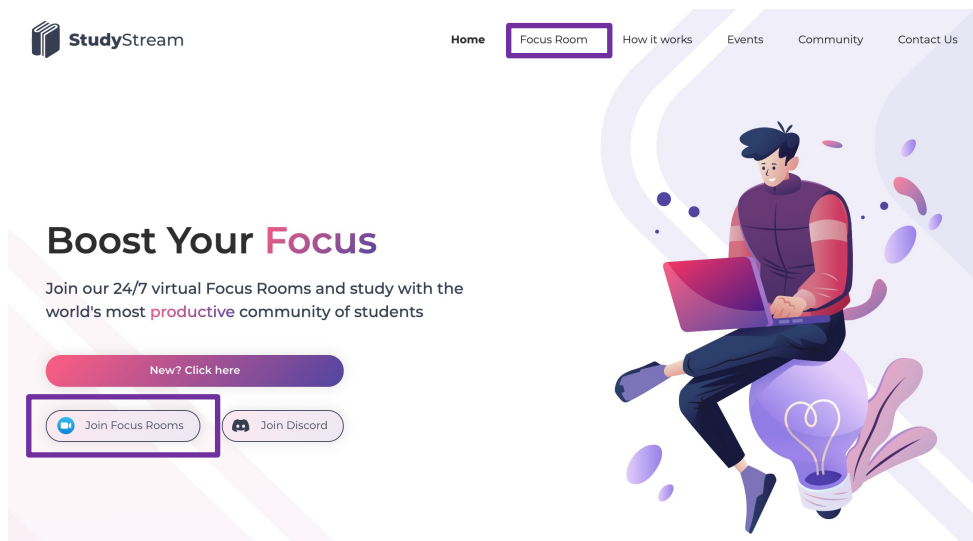 StudyStream
Home Focus Room How it works Events Community Contact Us
Boost Your Focus
Join our 24/7 virtual Focus Rooms and study with the
world's most productive community of students
New? Click here
Join Focus Rooms Join Discord